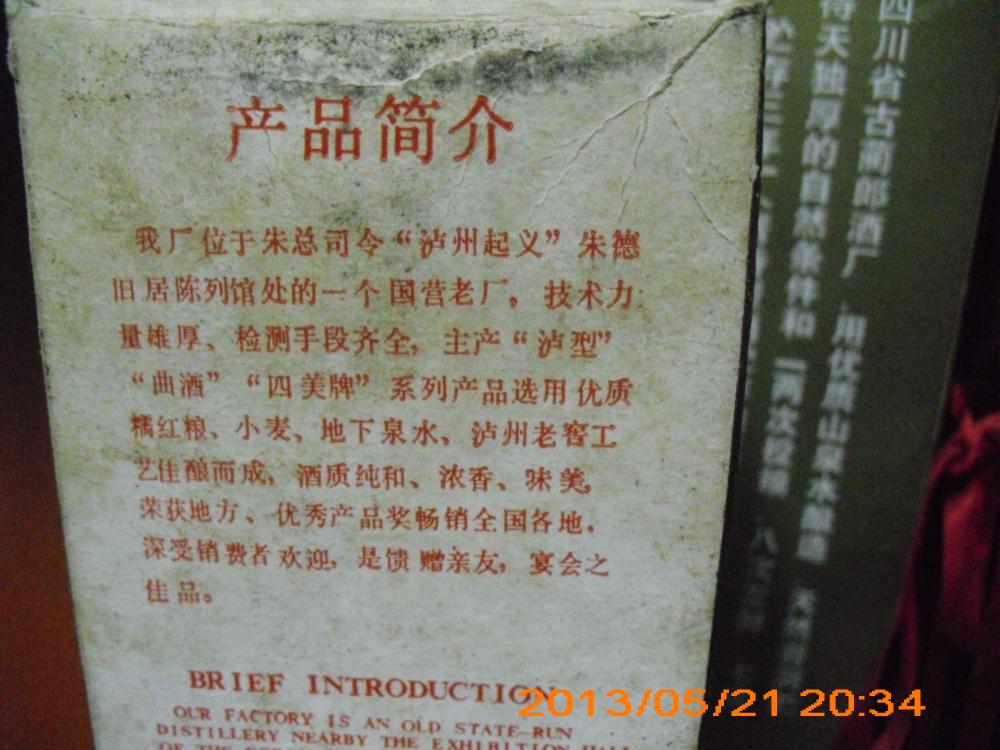 产品简介
我厂位于朱总司令“泸州起义”朱德
旧居陈列馆处的一个国营老厂，技术力
量雄厚、检测手段齐全，主产“泸型”
“曲酒”“四美牌”系列产品选用优质
糯红粮、小麦、地下泉水、泸州老窖工
艺佳酿而成，酒质纯和、浓香、味美，
荣获地方、优秀产品奖畅销全国各地，
深受销费者欢迎，是馈赠亲友，宴会之
佳品。
BRIEF INTRODUCTION
OUR FACTORY IS AN OLD STATE-RUN
DISTILLERY NEARBY THE EXHIBITION HALL
四川省古蔺郎酒厂 用优质山泉水酿造
得天独厚的自然条件和 两次投粮
2013/05/21 20:34